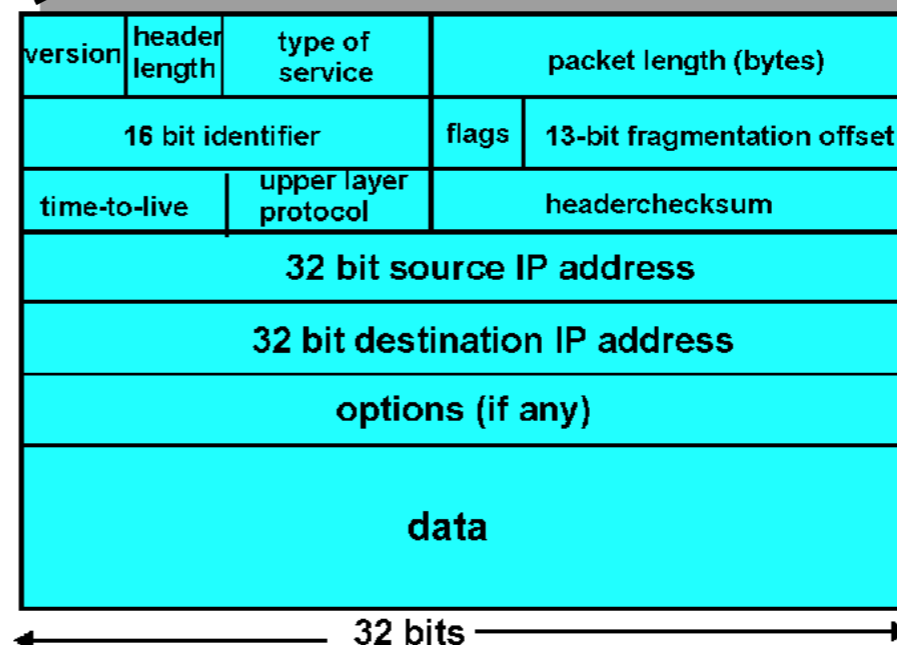 version
header
length
type of
service
packet length (bytes)
16 bit identifier
flags
13-bit fragmentation offset
time-to-live
upper layer
protocol
headerchecksum
32 bit source IP address
32 bit destination IP address
options (if any)
data
32 bits